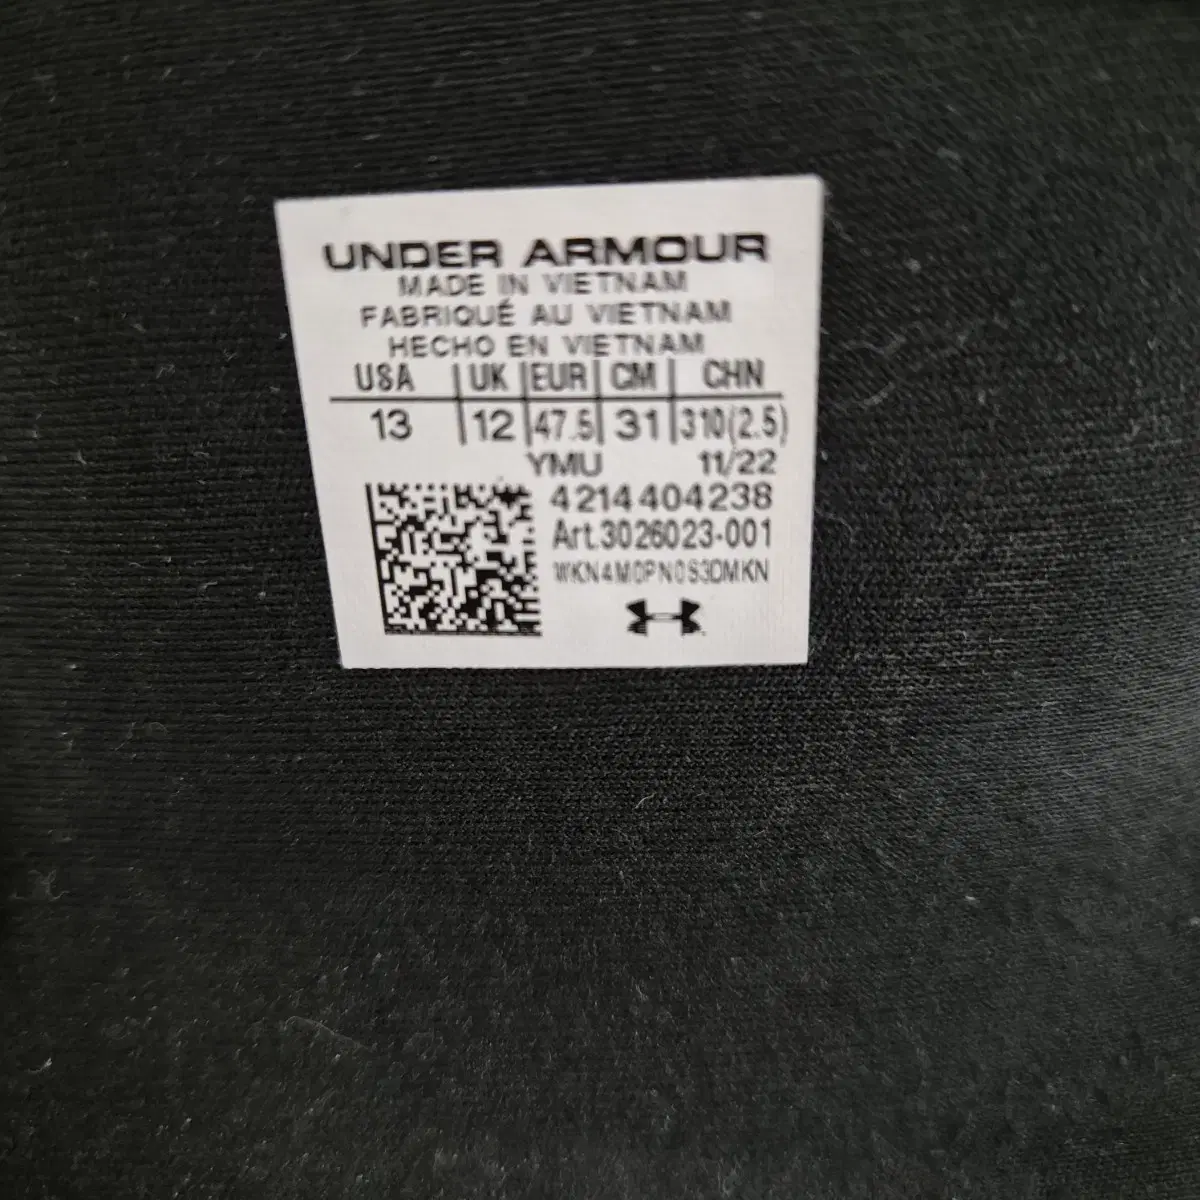 UNDER ARMOUR
MADE IN VIETNAM
FABRIQUÉ AU VIETNAM
HECHO EN VIETNAM
USA UK EUR CM CHN
13 12 47.5 31 310(2.5)
YMU 11/22
4214404238
Art.3026023-001
WKN4M0PN0S3DMKN